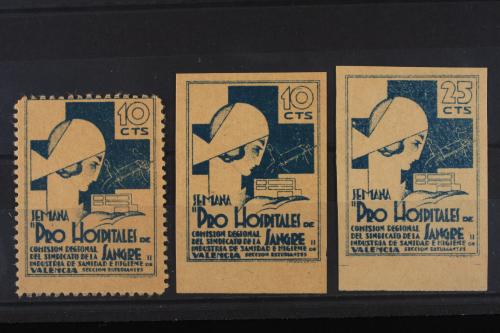 10
CTS
SEMANA
"PRO HOSPITALES DE
COMISION REGIONAL
DEL SINDICATO DE LA SANGRE "
INDUSTRIA DE SANIDAD E HIGIENE
VALENCIA SECCION ESTUDIANTES
10
CTS
SEMANA
"PRO HOSPITALES DE
COMISION REGIONAL
DEL SINDICATO DE LA SANGRE "
INDUSTRIA DE SANIDAD E HIGIENE
VALENCIA SECCION ESTUDIANTES
25
CTS
SEMANA
"PRO HOSPITALES DE
COMISION REGIONAL
DEL SINDICATO DE LA SANGRE "
INDUSTRIA DE SANIDAD E HIGIENE
VALENCIA SECCION ESTUDIANTES